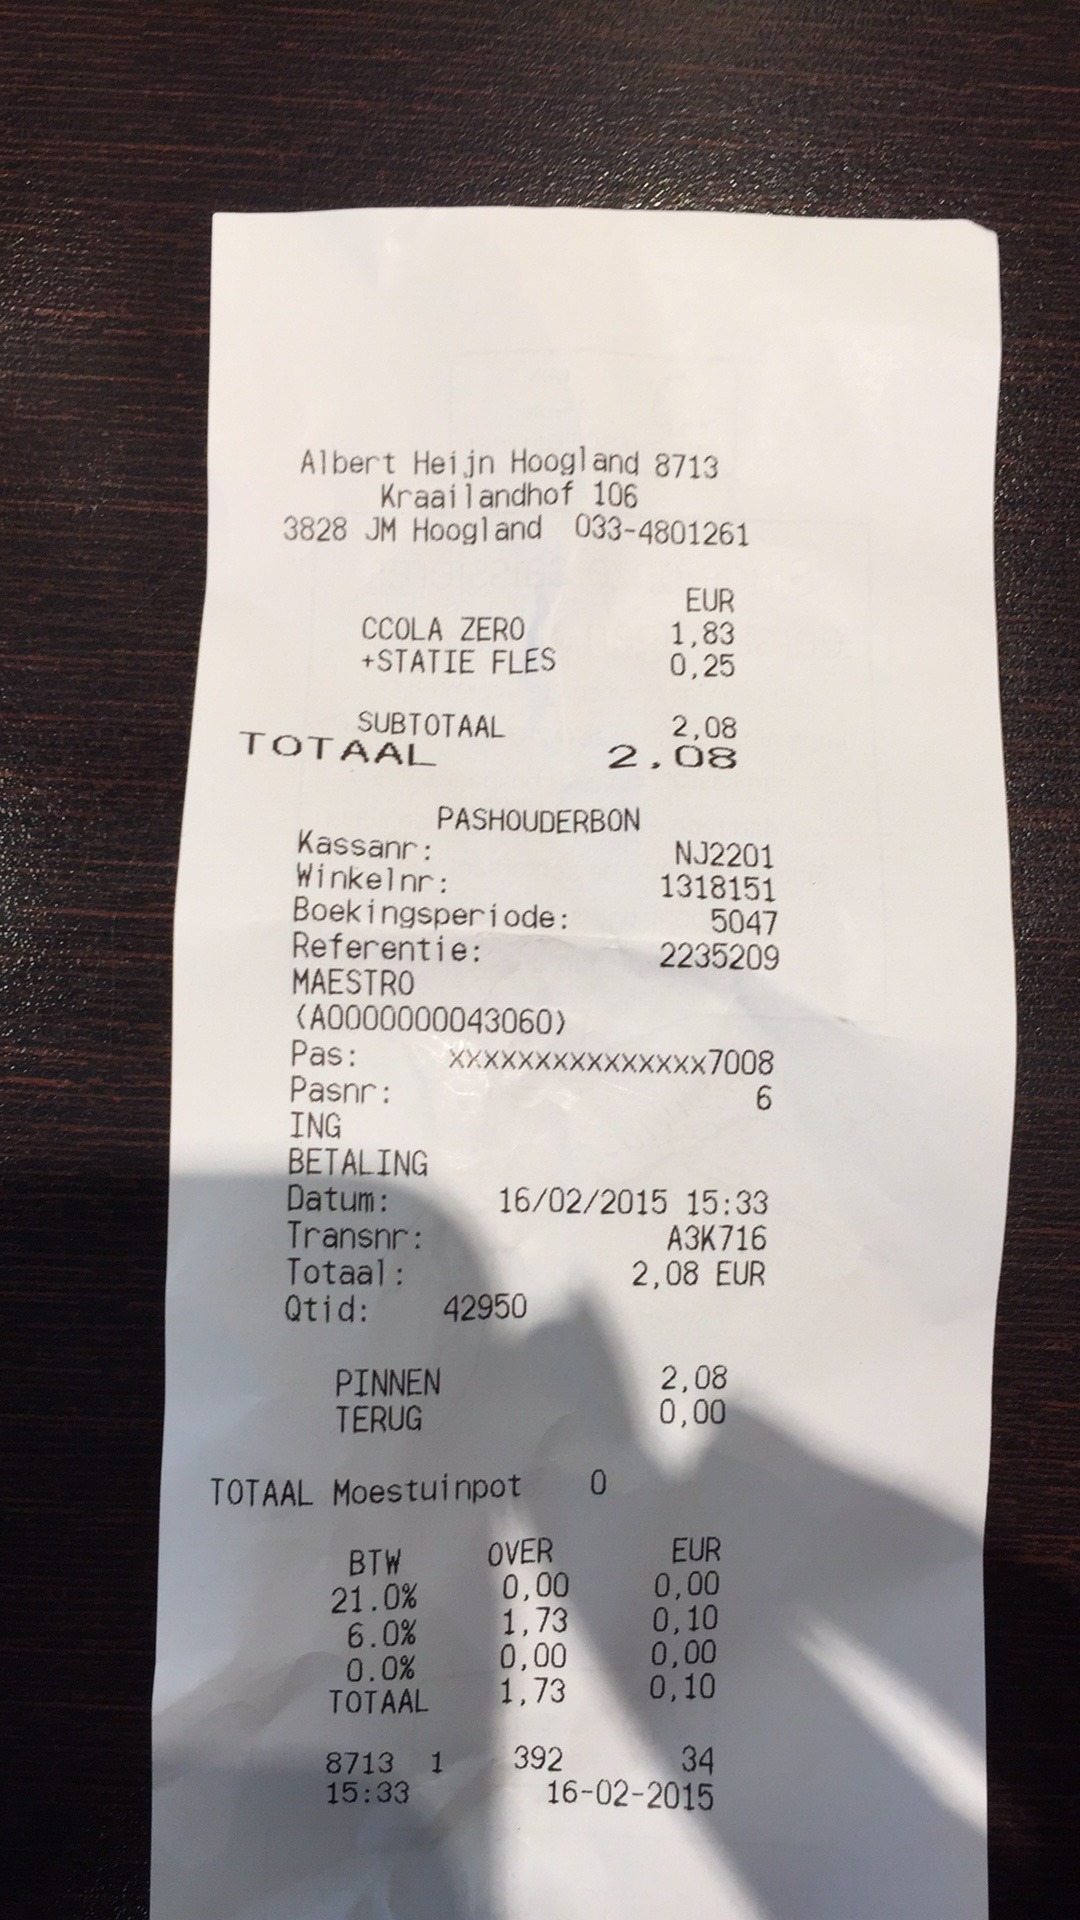 Albert Heijn Hoogland 8713
Kraailandhof 106
3828 JM Hoogland 033-4801261
EUR
CCOLA ZERO 1,83
+STATIE FLES 0,25
SUBTOTAAL 2,08
TOTAAL 2,08
PASHOUDERBON
Kassanr: NJ2201
Winkelnr: 1318151
Boekingsperiode: 5047
Referentie: 2235209
MAESTRO
(A0000000043060)
Pas: xxxxxxxxxxxxxxx7008
Pasnr: 6
ING
BETALING
Datum: 16/02/2015 15:33
Transnr: A3K716
Totaal: 2,08 EUR
Qtid: 42950
PINNEN 2,08
TERUG 0,00
TOTAAL Moestuinpot 0
BTW OVER EUR
21.0% 0,00 0,00
6.0% 1,73 0,10
0.0% 0,00 0,00
TOTAAL 1,73 0,10
8713 1 392 34
15:33 16-02-2015